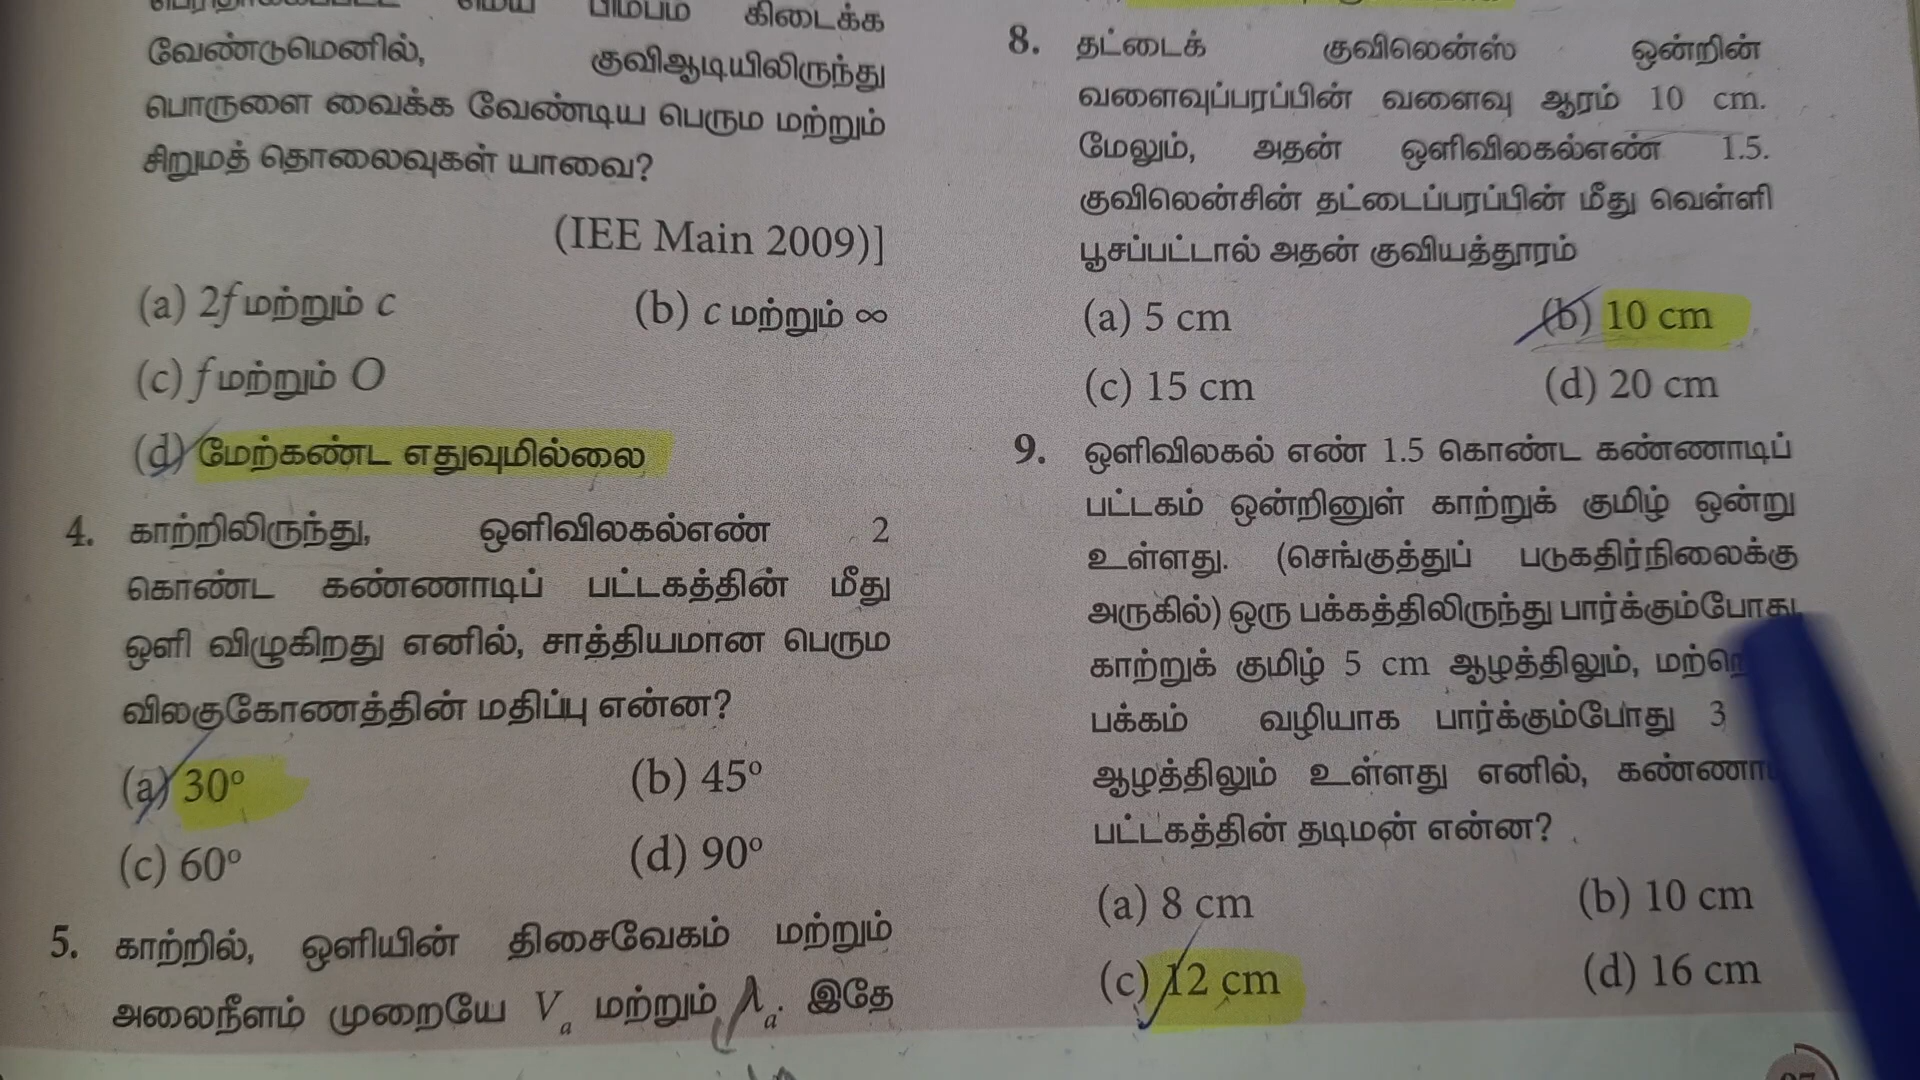 கிடைக்க
வேண்டுமெனில், குவிஆடியிலிருந்து
பொருளை வைக்க வேண்டிய பெரும மற்றும்
சிறுமத் தொலைவுகள் யாவை?
(IEE Main 2009)]
(a) 2f மற்றும் c (b) c மற்றும் ∞
(c) f மற்றும் O
(d) மேற்கண்ட எதுவுமில்லை
4. காற்றிலிருந்து, ஒளிவிலகல்எண் 2
கொண்ட கண்ணாடிப் பட்டகத்தின் மீது
ஒளி விழுகிறது எனில், சாத்தியமான பெரும
விலகுகோணத்தின் மதிப்பு என்ன?
(a) 30° (b) 45°
(c) 60° (d) 90°
5. காற்றில், ஒளியின் திசைவேகம் மற்றும்
அலைநீளம் முறையே Va மற்றும் λa. இதே
8. தட்டைக் குவிலென்ஸ் ஒன்றின்
வளைவுப்பரப்பின் வளைவு ஆரம் 10 cm.
மேலும், அதன் ஒளிவிலகல்எண் 1.5.
குவிலென்சின் தட்டைப்பரப்பின் மீது வெள்ளி
பூசப்பட்டால் அதன் குவியத்தூரம்
(a) 5 cm (b) 10 cm
(c) 15 cm (d) 20 cm
9. ஒளிவிலகல் எண் 1.5 கொண்ட கண்ணாடிப்
பட்டகம் ஒன்றினுள் காற்றுக் குமிழ் ஒன்று
உள்ளது. (செங்குத்துப் படுகதிர்நிலைக்கு
அருகில்) ஒரு பக்கத்திலிருந்து பார்க்கும்போது
காற்றுக் குமிழ் 5 cm ஆழத்திலும்,
பக்கம் வழியாக பார்க்கும்போது 3
ஆழத்திலும் உள்ளது எனில்,
பட்டகத்தின் தடிமன் என்ன?
(a) 8 cm (b) 10 cm
(c) 12 cm (d) 16 cm